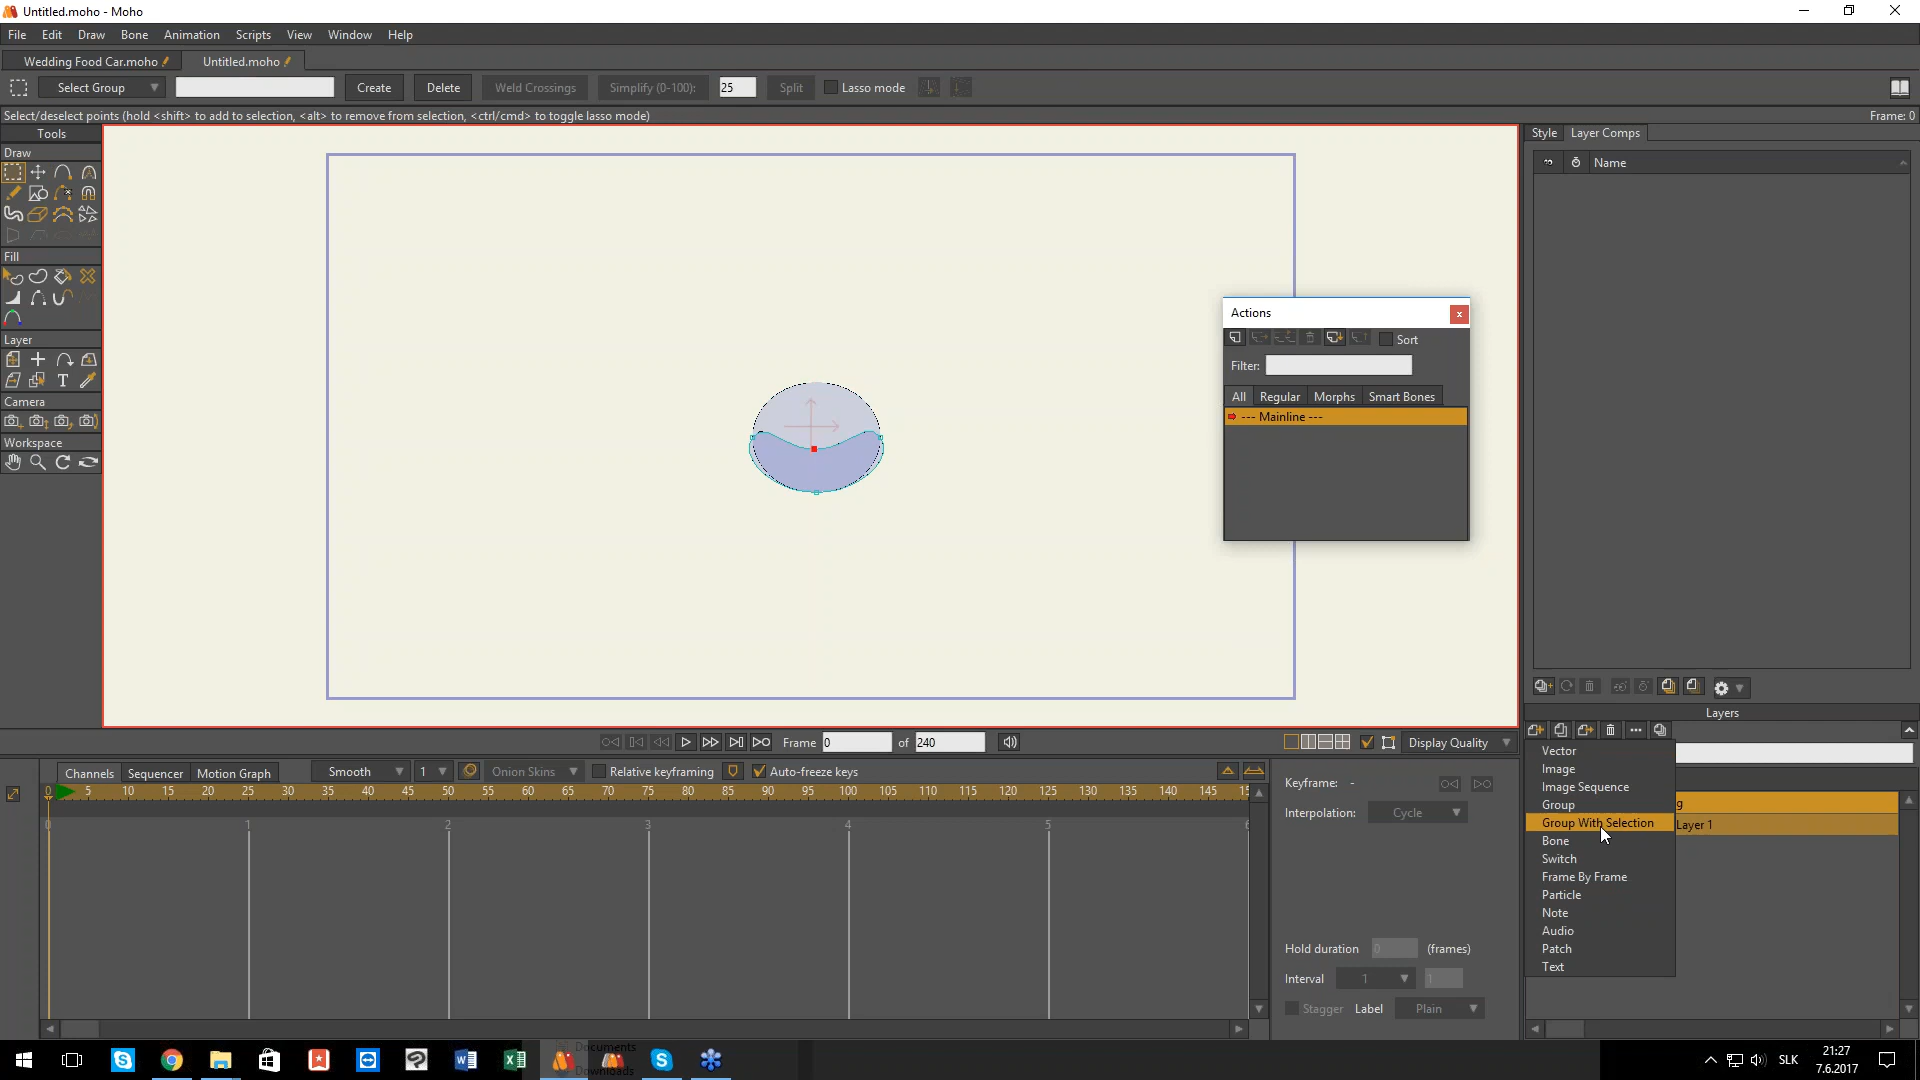 Untitled.moho - Moho
File Edit Draw Bone Animation Scripts View Window Help
Wedding Food Car.moho Untitled.moho
Select Group Create Delete Weld Crossings Simplify (0-100): 25 Split Lasso mode
Select/deselect points (hold <shift> to add to selection, <alt> to remove from selection, <ctrl/cmd> to toggle lasso mode) Frame: 0
Tools Style Layer Comps
Draw
Name
Fill
Actions
Sort
Layer
Filter:
All Regular Morphs Smart Bones
Camera
--- Mainline ---
Workspace
Layers
Frame 0 of 240 Display Quality
Vector
Image
Image Sequence
Group
Group With Selection
Bone
Switch
Frame By Frame
Particle
Note
Audio
Patch
Text
g
Layer 1
Channels Sequencer Motion Graph Smooth 1 Onion Skins Relative keyframing Auto-freeze keys
Keyframe: -
0 5 10 15 20 25 30 35 40 45 50 55 60 65 70 75 80 85 90 95 100 105 110 115 120 125 130 135 140 145 15
Interpolation: Cycle
0 1 2 3 4 5 6
Hold duration 0 (frames)
Interval 1 1
Stagger Label Plain
Documents
Downloads
SLK
21:27
7.6.2017